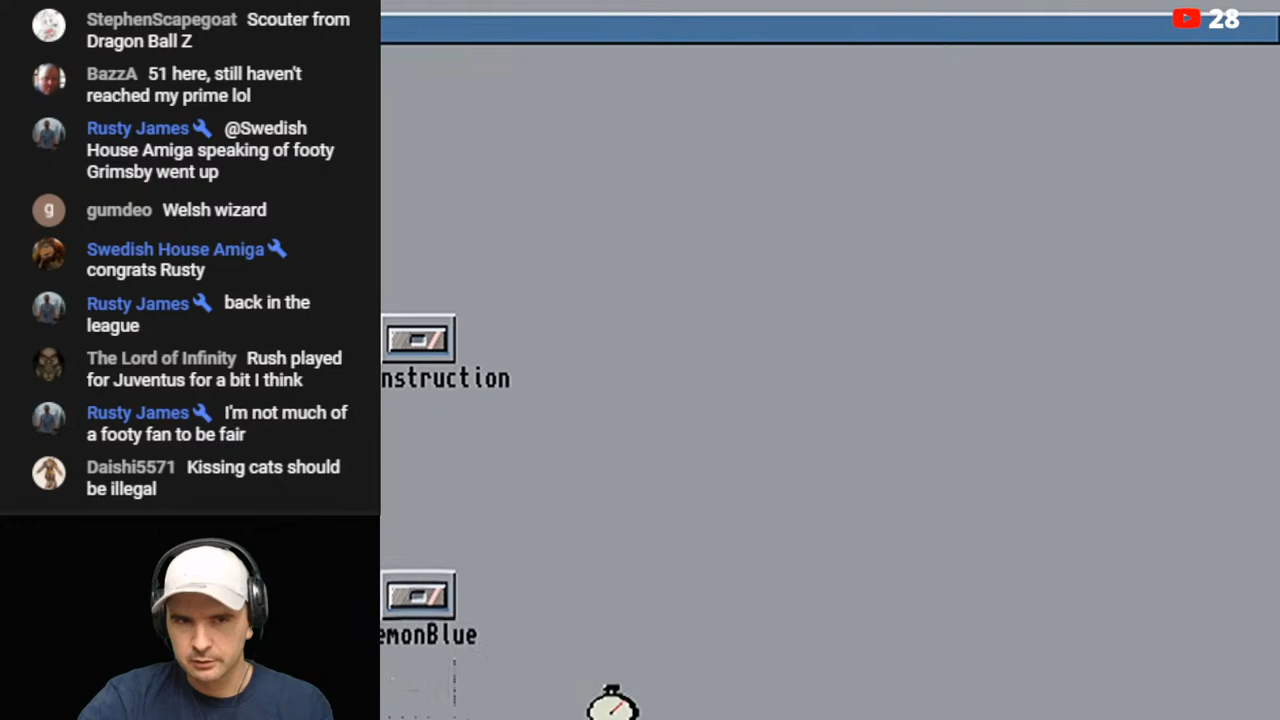 StephenScapegoat Scouter from
Dragon Ball Z
BazzA 51 here, still haven't
reached my prime lol
Rusty James @Swedish
House Amiga speaking of footy
Grimsby went up
g
gumdeo Welsh wizard
Swedish House Amiga
congrats Rusty
Rusty James back in the
league
The Lord of Infinity Rush played
for Juventus for a bit I think
Rusty James I'm not much of
a footy fan to be fair
Daishi5571 Kissing cats should
be illegal
28
nstruction
emonBlue